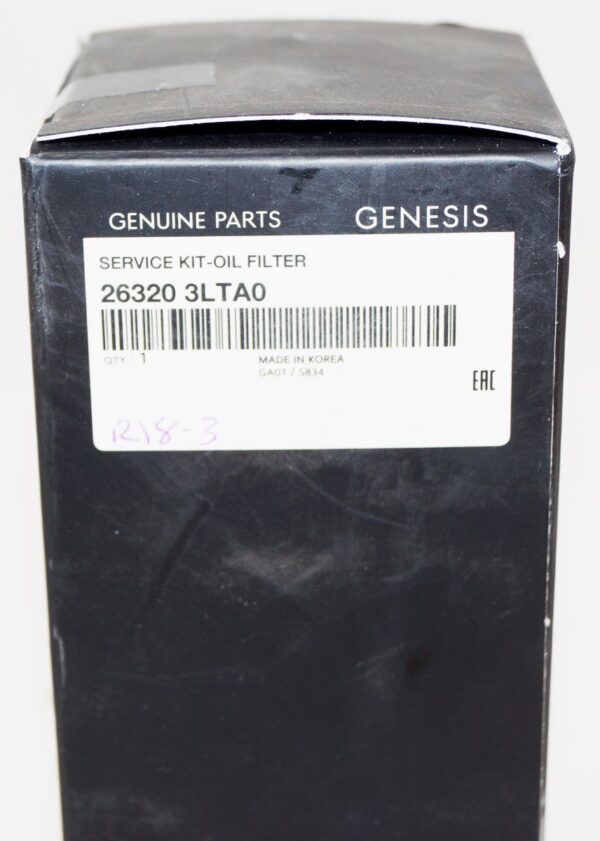 GENUINE PARTS GENESIS
SERVICE KIT-OIL FILTER
26320 3LTA0
QTY : 1 MADE IN KOREA
GA01 / S834
EAC
R18-3